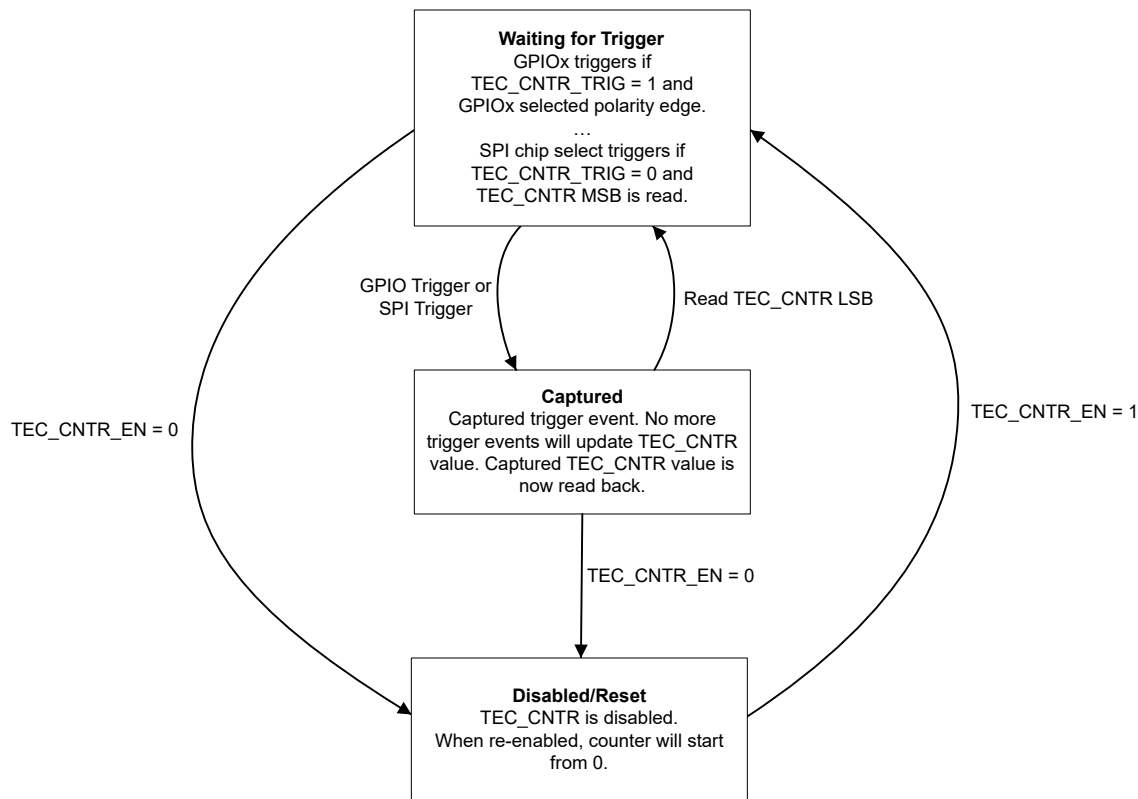 Waiting for Trigger
GPIOx triggers if
TEC_CNTR_TRIG = 1 and
GPIOx selected polarity edge.
…
SPI chip select triggers if
TEC_CNTR_TRIG = 0 and
TEC_CNTR MSB is read.
GPIO Trigger or
SPI Trigger
Read TEC_CNTR LSB
Captured
Captured trigger event. No more
trigger events will update TEC_CNTR
value. Captured TEC_CNTR value is
now read back.
TEC_CNTR_EN = 0
TEC_CNTR_EN = 1
TEC_CNTR_EN = 0
Disabled/Reset
TEC_CNTR is disabled.
When re-enabled, counter will start
from 0.